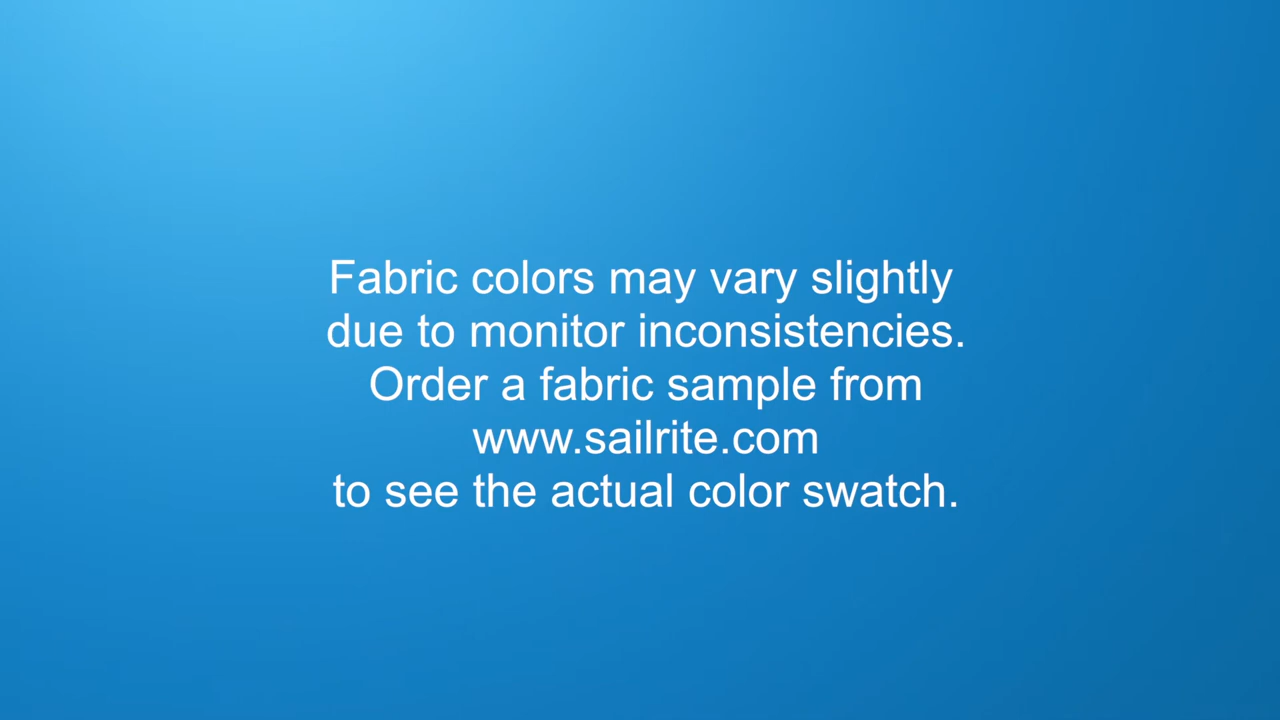 Fabric colors may vary slightly
due to monitor inconsistencies.
Order a fabric sample from
www.sailrite.com
to see the actual color swatch.